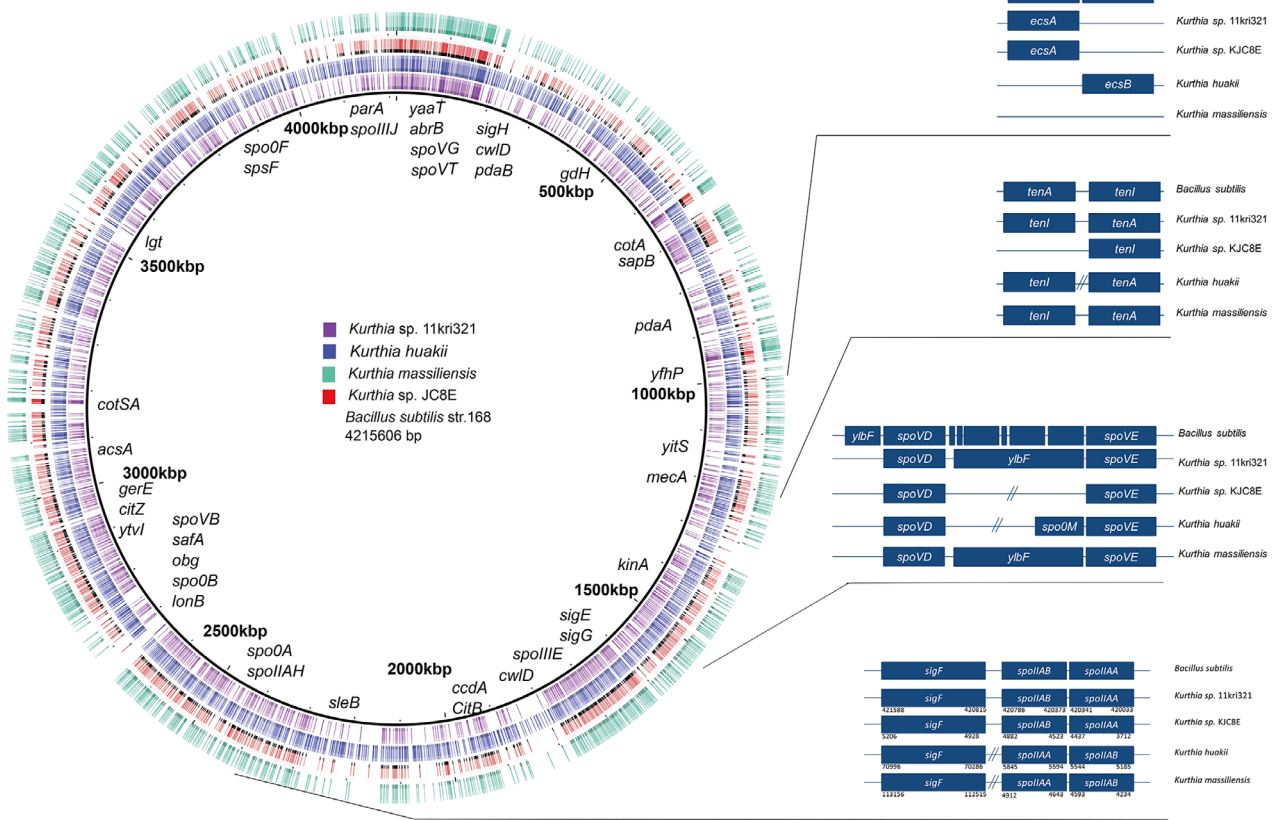 ecsA Kurthia sp. 11kri321
ecsA Kurthia sp. KJC8E
ecsB Kurthia huakii
Kurthia massiliensis
parA
spoIIIJ
4000kbp
yaaT
abrB
spoVG
spoVT
sigH
cwlD
pdaB
spo0F
spsF
gdH
500kbp
lgt
3500kbp
cotA
sapB
pdaA
yfhP
1000kbp
yitS
mecA
kinA
1500kbp
sigE
sigG
spoIIIE
cwlD
2000kbp
ccdA
CitB
sleB
2500kbp
spo0A
spoIIAH
cotSA
acsA
3000kbp
gerE
citZ
ytvI
spoVB
safA
obg
spo0B
lonB
Kurthia sp. 11kri321
Kurthia huakii
Kurthia massiliensis
Kurthia sp. JC8E
Bacillus subtilis str.168
4215606 bp
tenA tenI Bacillus subtilis
tenI tenA Kurthia sp. 11kri321
tenI Kurthia sp. KJC8E
tenI tenA Kurthia huakii
tenI tenA Kurthia massiliensis
ylbF spoVD spoVE Bacillus subtilis
spoVD ylbF spoVE Kurthia sp. 11kri321
spoVD spoVE Kurthia sp. KJC8E
spoVD spo0M spoVE Kurthia huakii
spoVD ylbF spoVE Kurthia massiliensis
sigF spoIIAB spoIIAA Bacillus subtilis
sigF spoIIAB spoIIAA Kurthia sp. 11kri321
421588 420815 420786 420373 420341 420033
sigF spoIIAB spoIIAA Kurthia sp. KJC8E
5206 4928 4882 4523 4437 3712
sigF spoIIAA spoIIAB Kurthia huakii
70996 70286 5845 5594 5544 5185
sigF spoIIAA spoIIAB Kurthia massiliensis
113156 112515 4912 4643 4593 4234